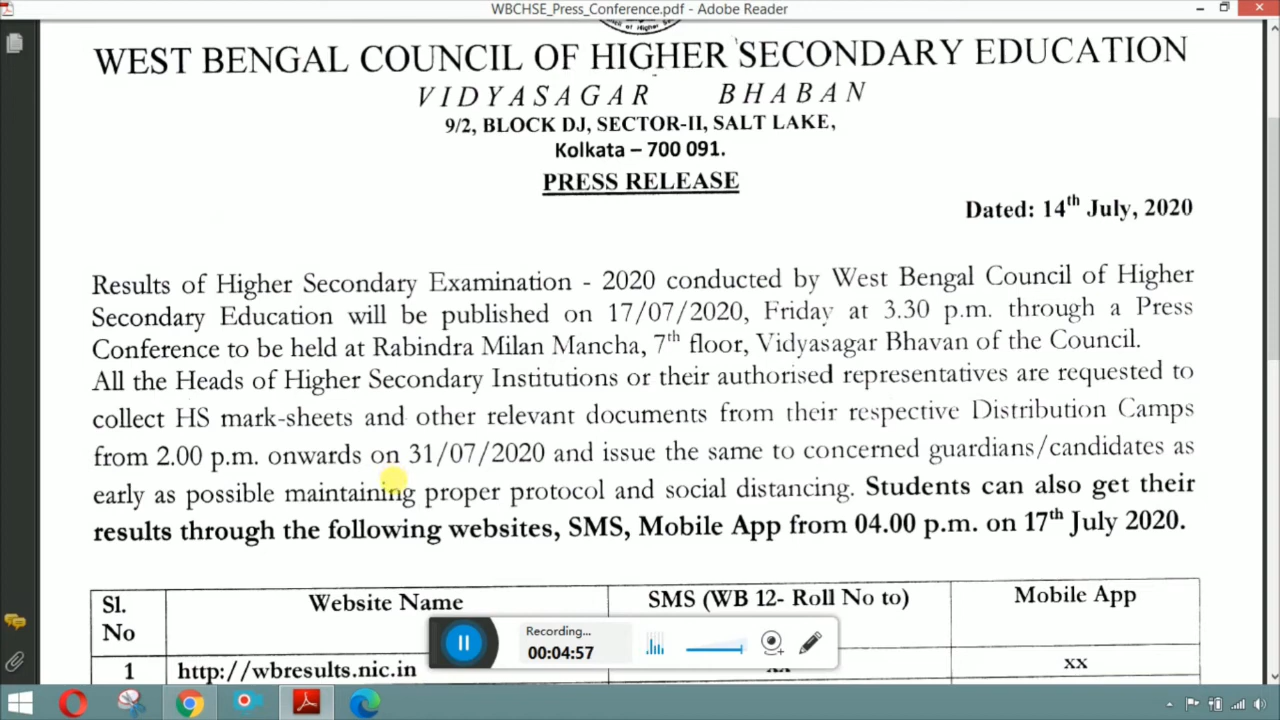 WBCHSE_Press_Conference.pdf - Adobe Reader
WEST BENGAL COUNCIL OF HIGHER SECONDARY EDUCATION
VIDYASAGAR BHABAN
9/2, BLOCK DJ, SECTOR-II, SALT LAKE,
Kolkata – 700 091.
PRESS RELEASE
Dated: 14th July, 2020
Results of Higher Secondary Examination - 2020 conducted by West Bengal Council of Higher
Secondary Education will be published on 17/07/2020, Friday at 3.30 p.m. through a Press
Conference to be held at Rabindra Milan Mancha, 7th floor, Vidyasagar Bhavan of the Council.
All the Heads of Higher Secondary Institutions or their authorised representatives are requested to
collect HS mark-sheets and other relevant documents from their respective Distribution Camps
from 2.00 p.m. onwards on 31/07/2020 and issue the same to concerned guardians/candidates as
early as possible maintaining proper protocol and social distancing. Students can also get their
results through the following websites, SMS, Mobile App from 04.00 p.m. on 17th July 2020.
Sl. No Website Name SMS (WB 12- Roll No to) Mobile App
1 http://wbresults.nic.in xx
Recording...
00:04:57